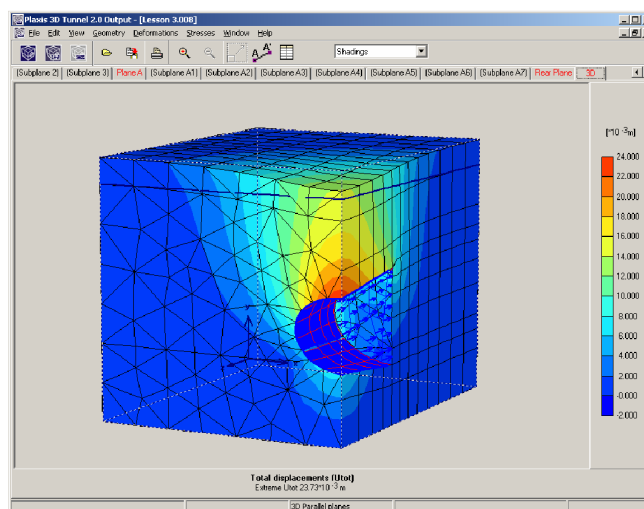 Plaxis 3D Tunnel 2.0 Output - [Lesson 3.00B]
File Edit View Geometry Deformations Stresses Window Help
Shadings
(Subplane 2) (Subplane 3) Plane A (Subplane A1) (Subplane A2) (Subplane A3) (Subplane A4) (Subplane A5) (Subplane A6) (Subplane A7) Rear Plane 3D
[*10 -3 m]
24.000
22.000
20.000
18.000
16.000
14.000
12.000
10.000
8.000
6.000
4.000
2.000
-0.000
-2.000
Total displacements (Utot)
Extreme Utot 23.73*10 -3 m
3D Parallel planes